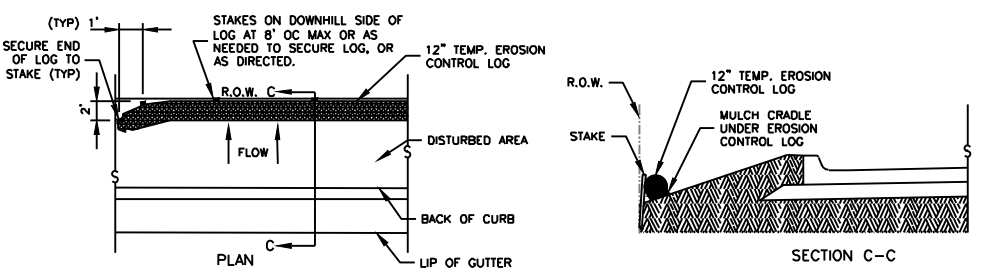 (TYP) 1'
SECURE END
OF LOG TO
STAKE (TYP)
2'
STAKES ON DOWNHILL SIDE OF
LOG AT 8' OC MAX OR AS
NEEDED TO SECURE LOG, OR
AS DIRECTED.
12" TEMP. EROSION
CONTROL LOG
R.O.W.
C
FLOW
DISTURBED AREA
S
S
BACK OF CURB
C
LIP OF GUTTER
PLAN
R.O.W.
12" TEMP. EROSION
CONTROL LOG
MULCH CRADLE
UNDER EROSION
CONTROL LOG
STAKE
S
SECTION C-C